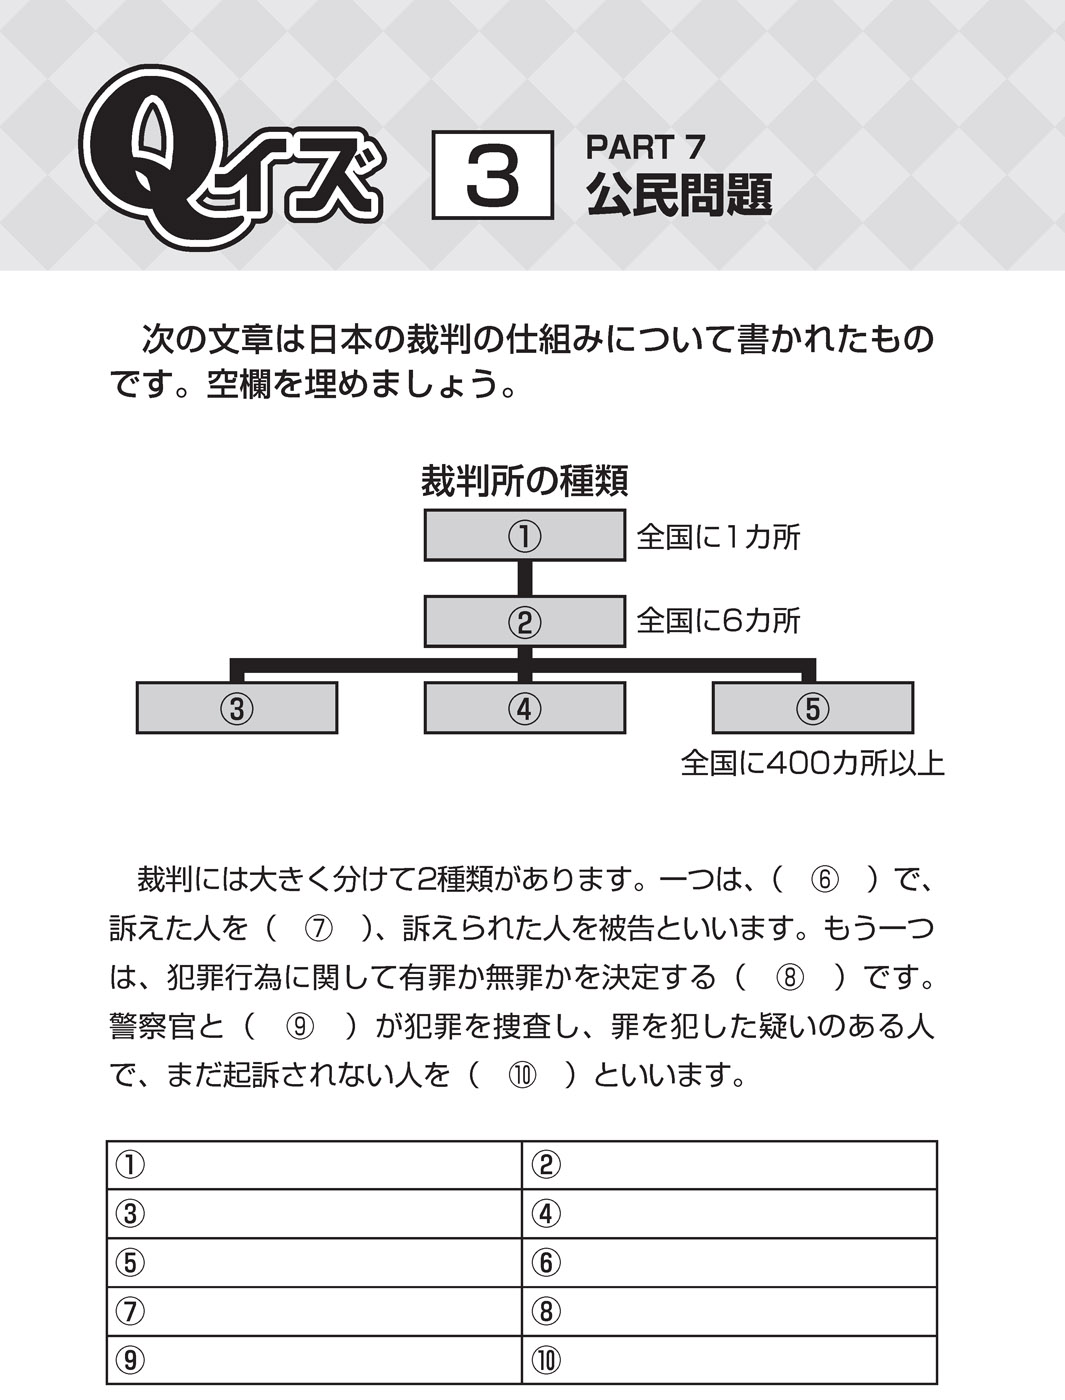 Qイズ 3 PART 7
公民問題
次の文章は日本の裁判の仕組みについて書かれたもの
です。空欄を埋めましょう。
裁判所の種類
① 全国に1カ所
② 全国に6カ所
③ ④ ⑤
全国に400カ所以上
裁判には大きく分けて2種類があります。一つは、（　⑥　）で、
訴えた人を（　⑦　）、訴えられた人を被告といいます。もう一つ
は、犯罪行為に関して有罪か無罪かを決定する（　⑧　）です。
警察官と（　⑨　）が犯罪を捜査し、罪を犯した疑いのある人
で、まだ起訴されない人を（　⑩　）といいます。
① ②
③ ④
⑤ ⑥
⑦ ⑧
⑨ ⑩